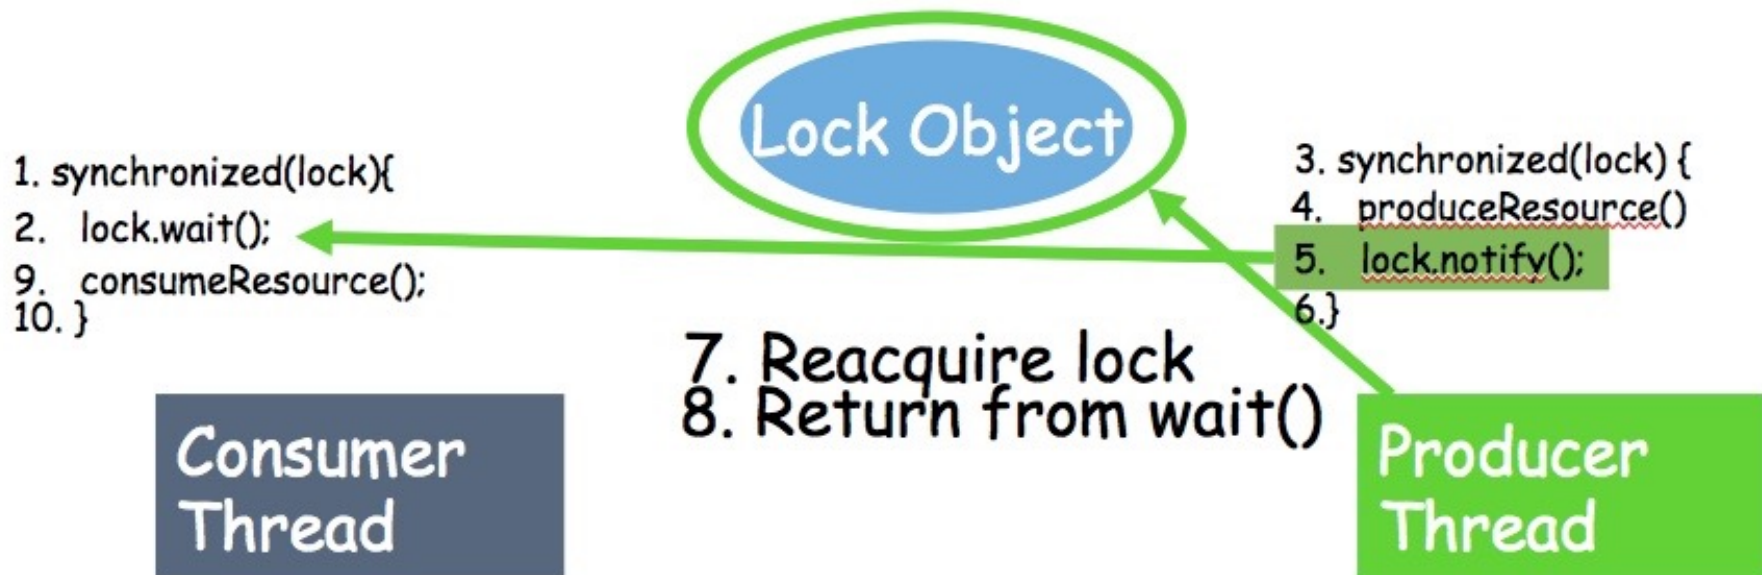 Lock Object
1. synchronized(lock){
2. lock.wait();
9. consumeResource();
10. }
3. synchronized(lock) {
4. produceResource()
5. lock.notify();
6.}
7. Reacquire lock
8. Return from wait()
Consumer
Thread
Producer
Thread